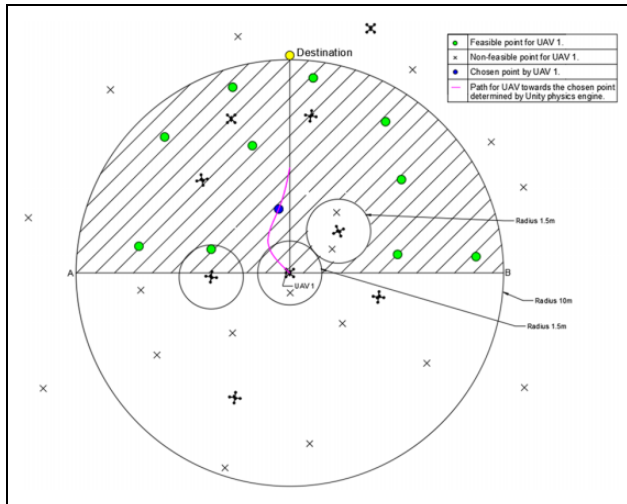 Destination
Feasible point for UAV 1.
Non-feasible point for UAV 1.
Chosen point by UAV 1.
Path for UAV towards the chosen point
determined by Unity physics engine.
Radius 1.5m
A
B
UAV 1
Radius 10m
Radius 1.5m